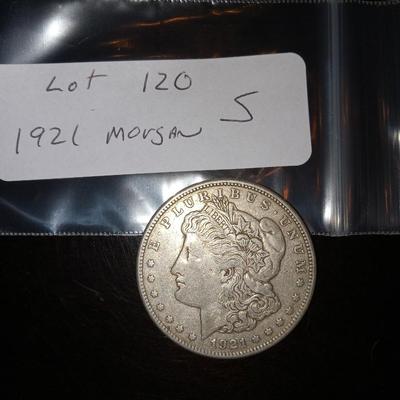 Lot 120
1921 Morgan S
E PLURIBUS UNUM
1921